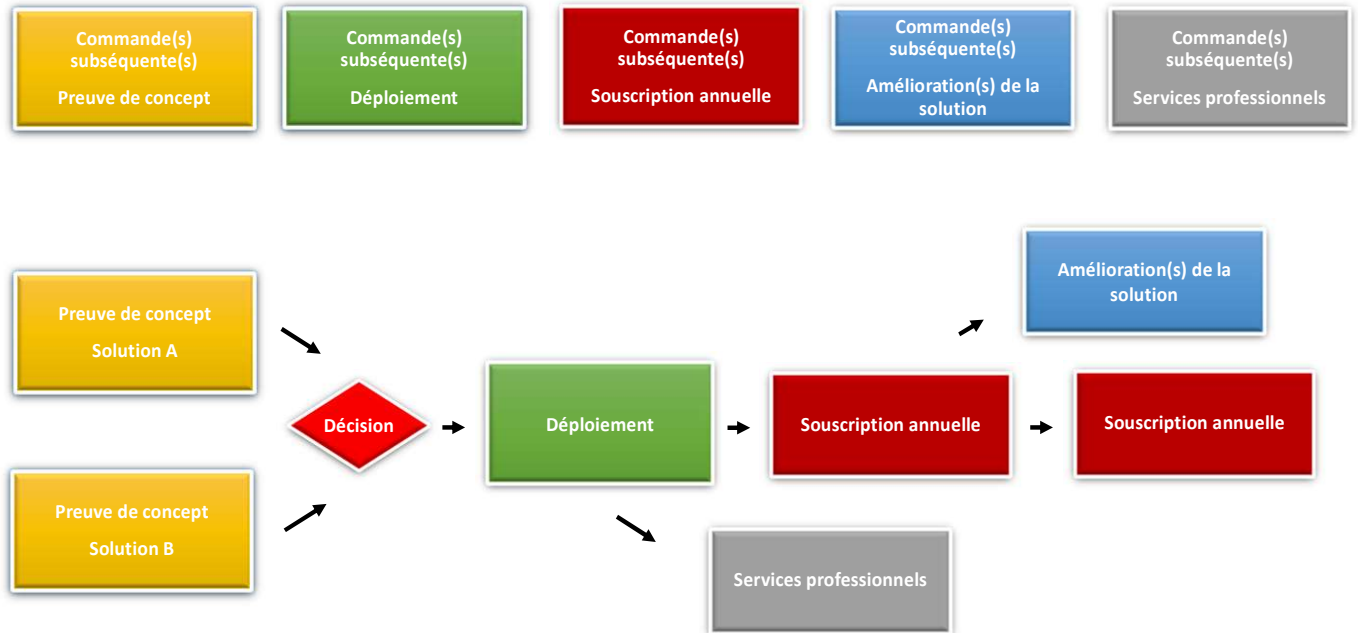 Commande(s)
subséquente(s)
Preuve de concept
Commande(s)
subséquente(s)
Déploiement
Commande(s)
subséquente(s)
Souscription annuelle
Commande(s)
subséquente(s)
Amélioration(s) de la
solution
Commande(s)
subséquente(s)
Services professionnels
Amélioration(s) de la
solution
Preuve de concept
Solution A
Décision
Déploiement
Souscription annuelle
Souscription annuelle
Preuve de concept
Solution B
Services professionnels